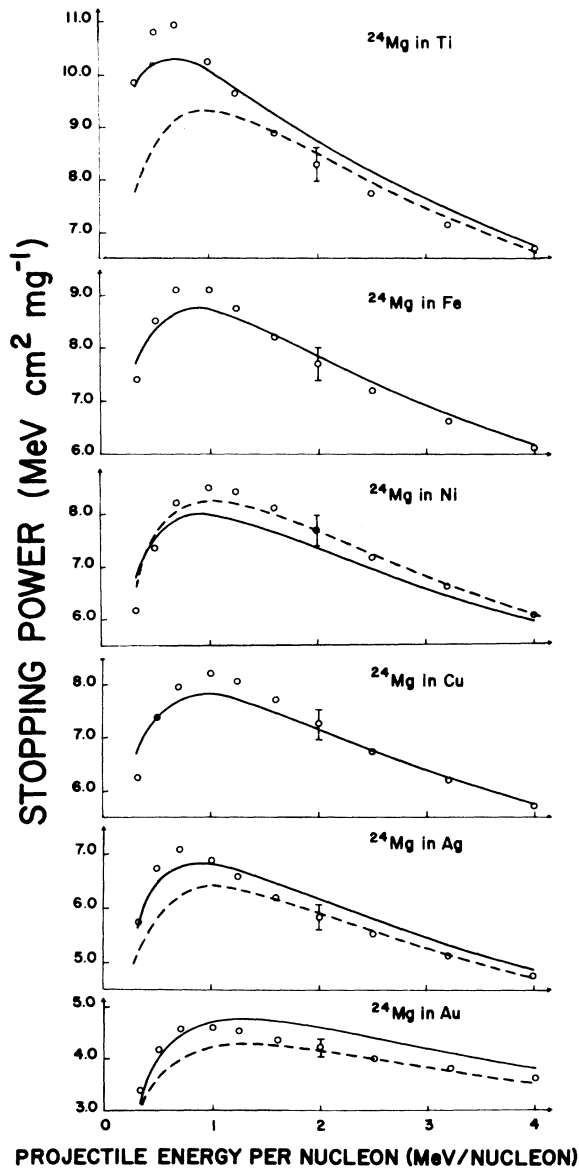 STOPPING POWER (MeV cm² mg⁻¹)
11.0
10.0
9.0
8.0
7.0
²⁴Mg in Ti
9.0
8.0
7.0
6.0
²⁴Mg in Fe
8.0
7.0
6.0
²⁴Mg in Ni
8.0
7.0
6.0
²⁴Mg in Cu
7.0
6.0
5.0
²⁴Mg in Ag
5.0
4.0
3.0
²⁴Mg in Au
0 1 2 3 4
PROJECTILE ENERGY PER NUCLEON (MeV/NUCLEON)